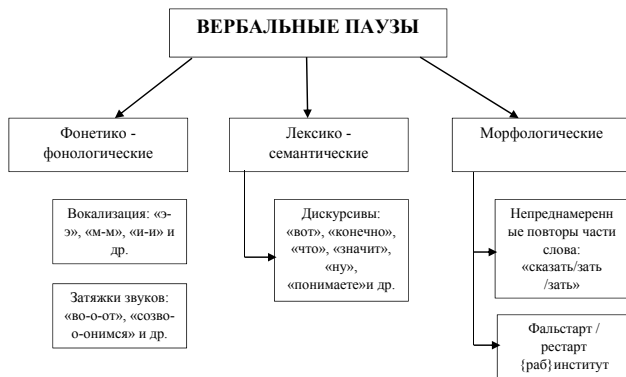 ВЕРБАЛЬНЫЕ ПАУЗЫ
Фонетико -
фонологические
Лексико -
семантические
Морфологические
Вокализация: «э-
э», «м-м», «и-и» и
др.
Затяжки звуков:
«во-о-от», «созво-
о-онимся» и др.
Дискурсивы:
«вот», «конечно»,
«что», «значит»,
«ну»,
«понимаете»и др.
Непреднамеренн
ые повторы части
слова:
«сказать/зать
/зать»
Фальстарт /
рестарт
{раб}институт